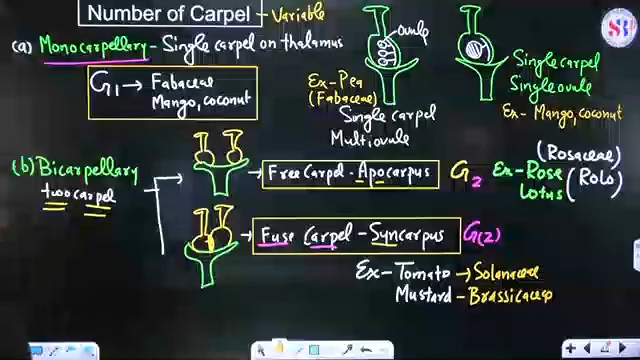 Number of Carpel - Variable
(a) Monocarpellary - Single carpel on thalamus
G1 → Fabaceae
Mango, coconut
ovule
Ex - Pea
(Fabaceae)
Single carpel
Multiovule
Single carpel
Single ovule
Ex - Mango, coconut
(b) Bicarpellary
two carpel
Free Carpel - Apocarpus
G2
Ex - Rose
Lotus
(Rosaceae)
(Rolo)
Fuse Carpel - Syncarpus
G(2)
Ex - Tomato → Solanaceae
Mustard - Brassicaceae